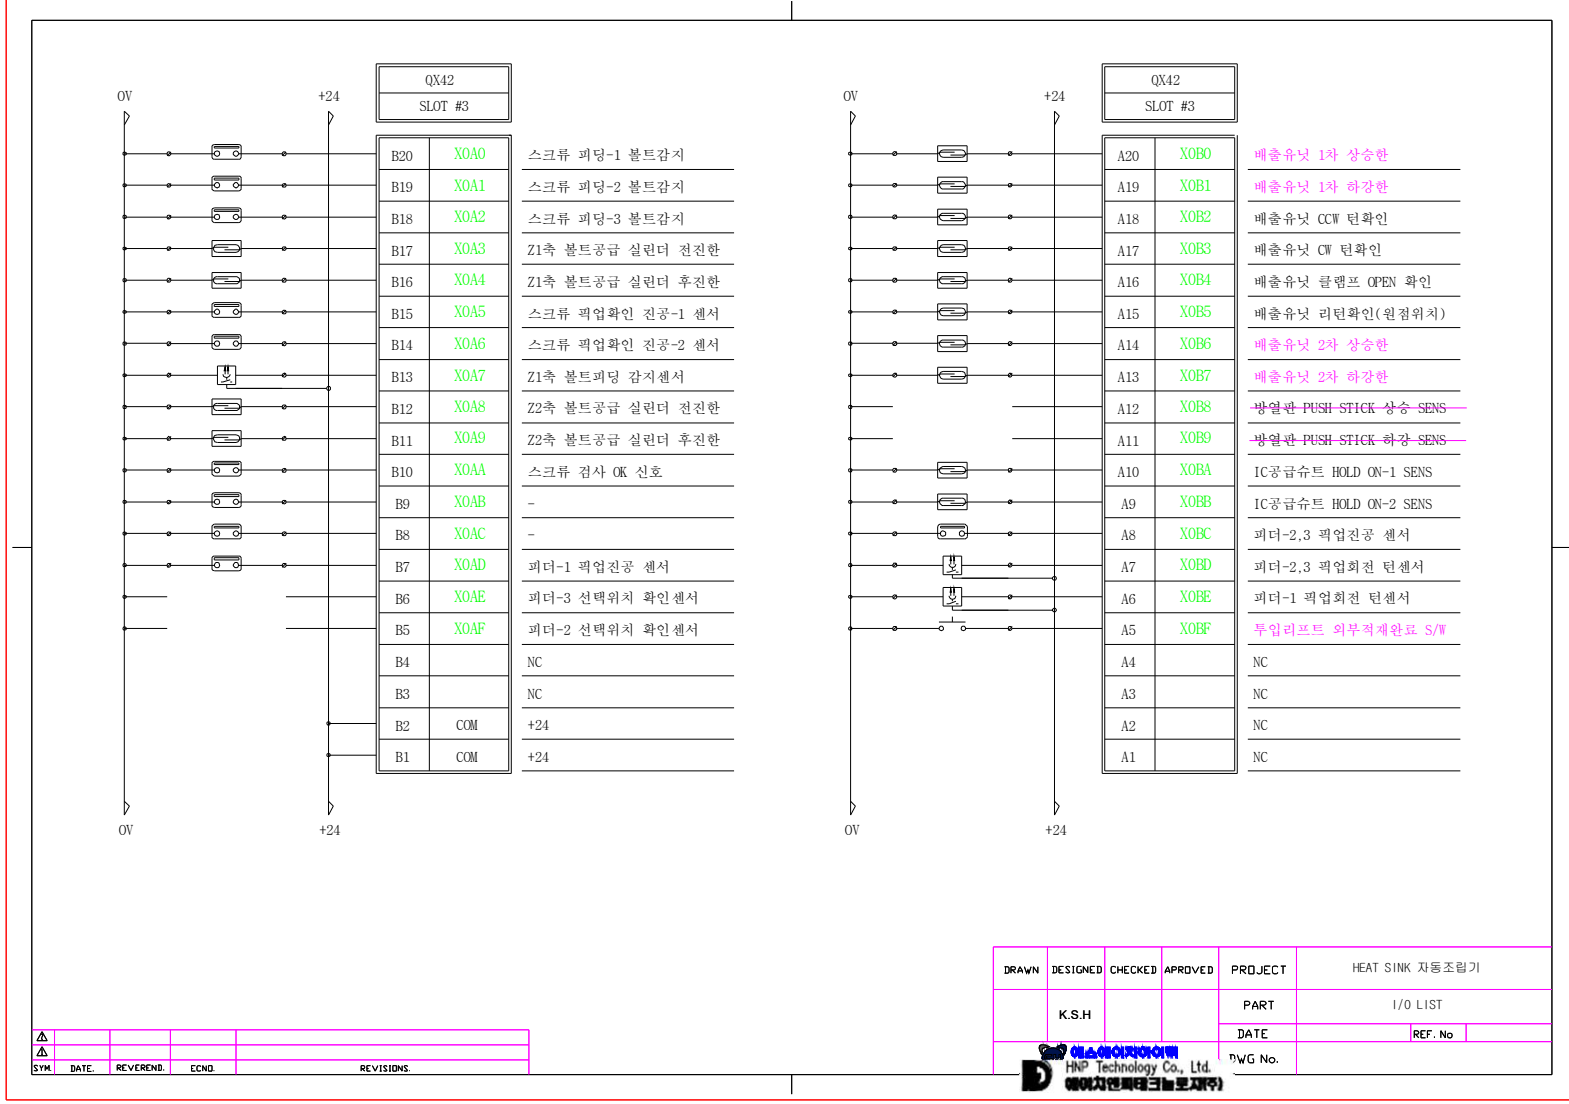 QX42
SLOT #3
0V
+24
B20 X0A0 스크류 피딩-1 볼트감지
B19 X0A1 스크류 피딩-2 볼트감지
B18 X0A2 스크류 피딩-3 볼트감지
B17 X0A3 Z1축 볼트공급 실린더 전진한
B16 X0A4 Z1축 볼트공급 실린더 후진한
B15 X0A5 스크류 픽업확인 진공-1 센서
B14 X0A6 스크류 픽업확인 진공-2 센서
B13 X0A7 Z1축 볼트피딩 감지센서
B12 X0A8 Z2축 볼트공급 실린더 전진한
B11 X0A9 Z2축 볼트공급 실린더 후진한
B10 X0AA 스크류 검사 OK 신호
B9 X0AB -
B8 X0AC -
B7 X0AD 피더-1 픽업진공 센서
B6 X0AE 피더-3 선택위치 확인센서
B5 X0AF 피더-2 선택위치 확인센서
B4 NC
B3 NC
B2 COM +24
B1 COM +24
0V
+24
QX42
SLOT #3
0V
+24
A20 X0B0 배출유닛 1차 상승한
A19 X0B1 배출유닛 1차 하강한
A18 X0B2 배출유닛 CCW 턴확인
A17 X0B3 배출유닛 CW 턴확인
A16 X0B4 배출유닛 클램프 OPEN 확인
A15 X0B5 배출유닛 리턴확인(원점위치)
A14 X0B6 배출유닛 2차 상승한
A13 X0B7 배출유닛 2차 하강한
A12 X0B8 방열판 PUSH STICK 상승 SENS
A11 X0B9 방열판 PUSH STICK 하강 SENS
A10 X0BA IC공급슈트 HOLD ON-1 SENS
A9 X0BB IC공급슈트 HOLD ON-2 SENS
A8 X0BC 피더-2,3 픽업진공 센서
A7 X0BD 피더-2,3 픽업회전 턴센서
A6 X0BE 피더-1 픽업회전 턴센서
A5 X0BF 투입리프트 외부적재완료 S/W
A4 NC
A3 NC
A2 NC
A1 NC
0V
+24
DRAWN DESIGNED CHECKED APROVED PROJECT HEAT SINK 자동조립기
K.S.H PART I/O LIST
DATE REF. No
DWG No.
에스에이치아이텍
HNP Technology Co., Ltd.
에이치엔피테크놀로지(주)
SYM. DATE. REVEREND. ECNO. REVISIONS.